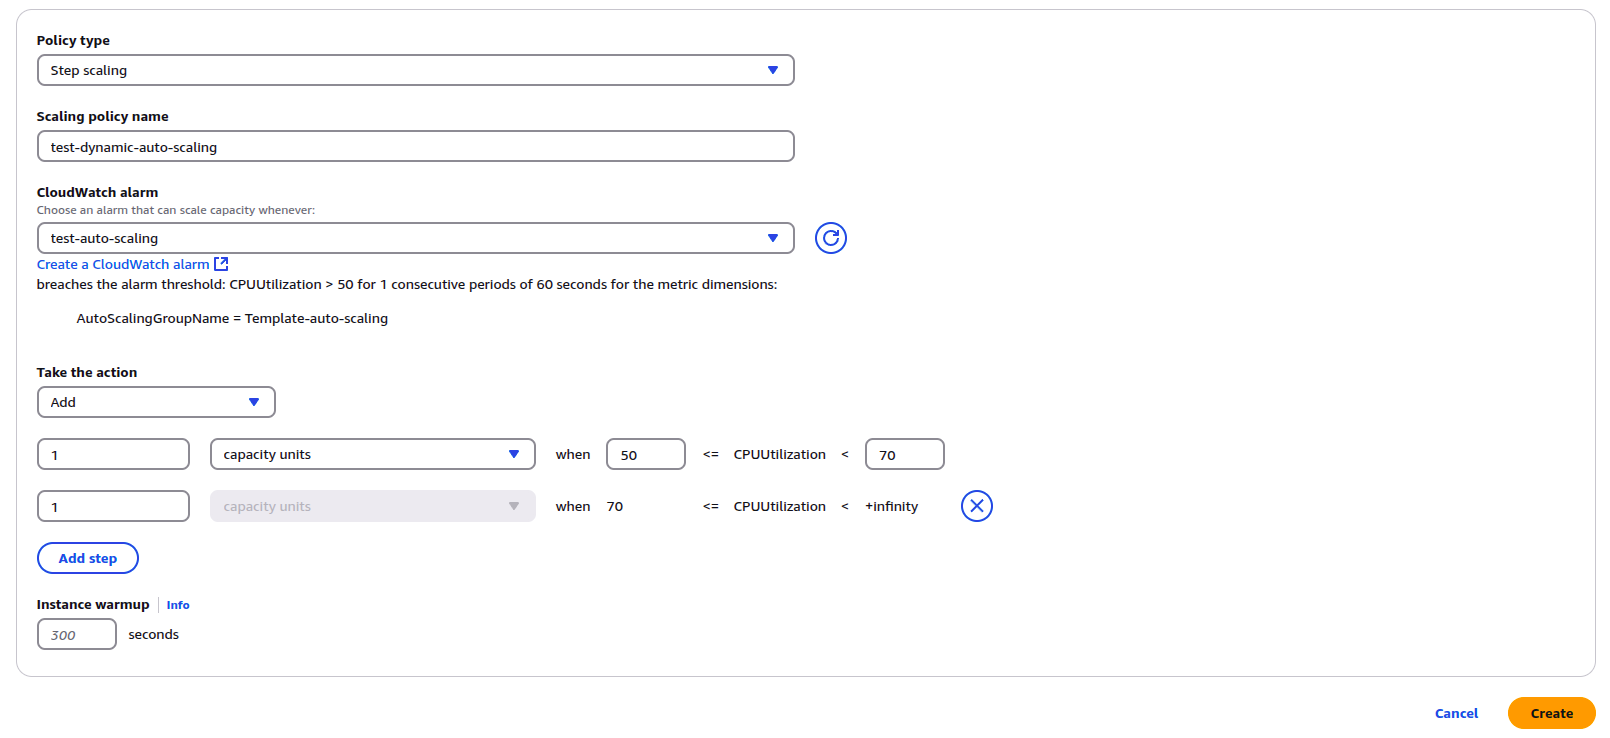 Policy type
Step scaling
Scaling policy name
test-dynamic-auto-scaling
CloudWatch alarm
Choose an alarm that can scale capacity whenever:
test-auto-scaling
Create a CloudWatch alarm
breaches the alarm threshold: CPUUtilization > 50 for 1 consecutive periods of 60 seconds for the metric dimensions:
AutoScalingGroupName = Template-auto-scaling
Take the action
Add
1 capacity units when 50 <= CPUUtilization < 70
1 capacity units when 70 <= CPUUtilization < +infinity
Add step
Instance warmup Info
300 seconds
Cancel Create